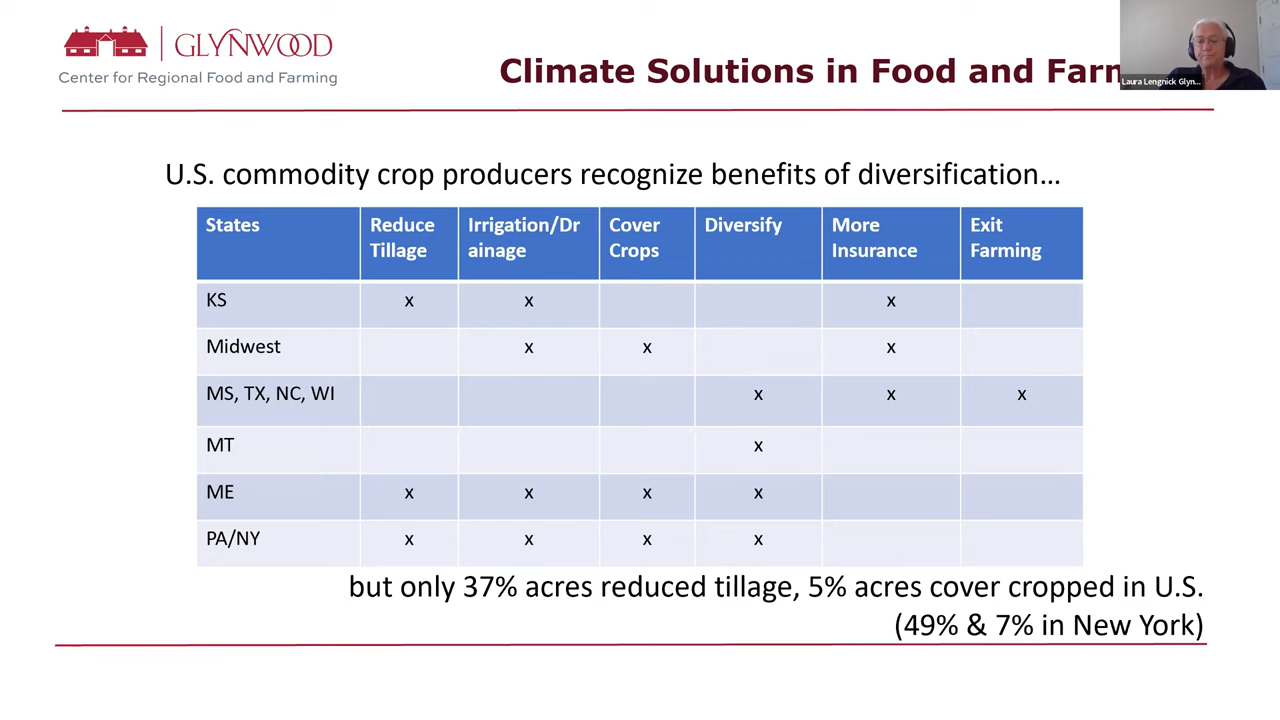 GLYNWOOD
Center for Regional Food and Farming
Climate Solutions in Food and Farm
Laura Lengnick Glyn...
U.S. commodity crop producers recognize benefits of diversification…
States Reduce Tillage Irrigation/Drainage Cover Crops Diversify More Insurance Exit Farming
KS x x x
Midwest x x x
MS, TX, NC, WI x x x
MT x
ME x x x x
PA/NY x x x x
but only 37% acres reduced tillage, 5% acres cover cropped in U.S.
(49% & 7% in New York)